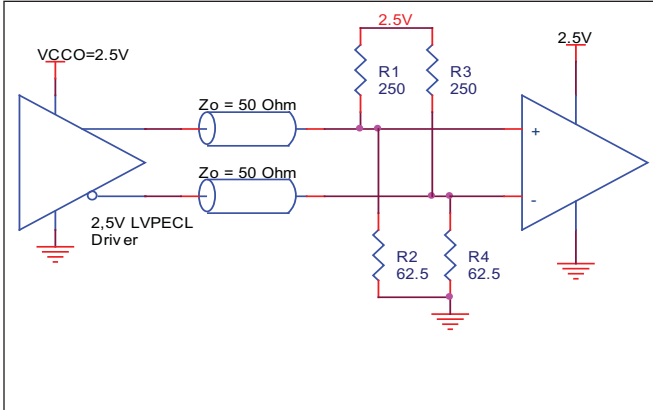 2.5V
VCCO=2.5V
2.5V
R1
250
R3
250
Zo = 50 Ohm
+
Zo = 50 Ohm
-
2,5V LVPECL
Driver
R2
62.5
R4
62.5